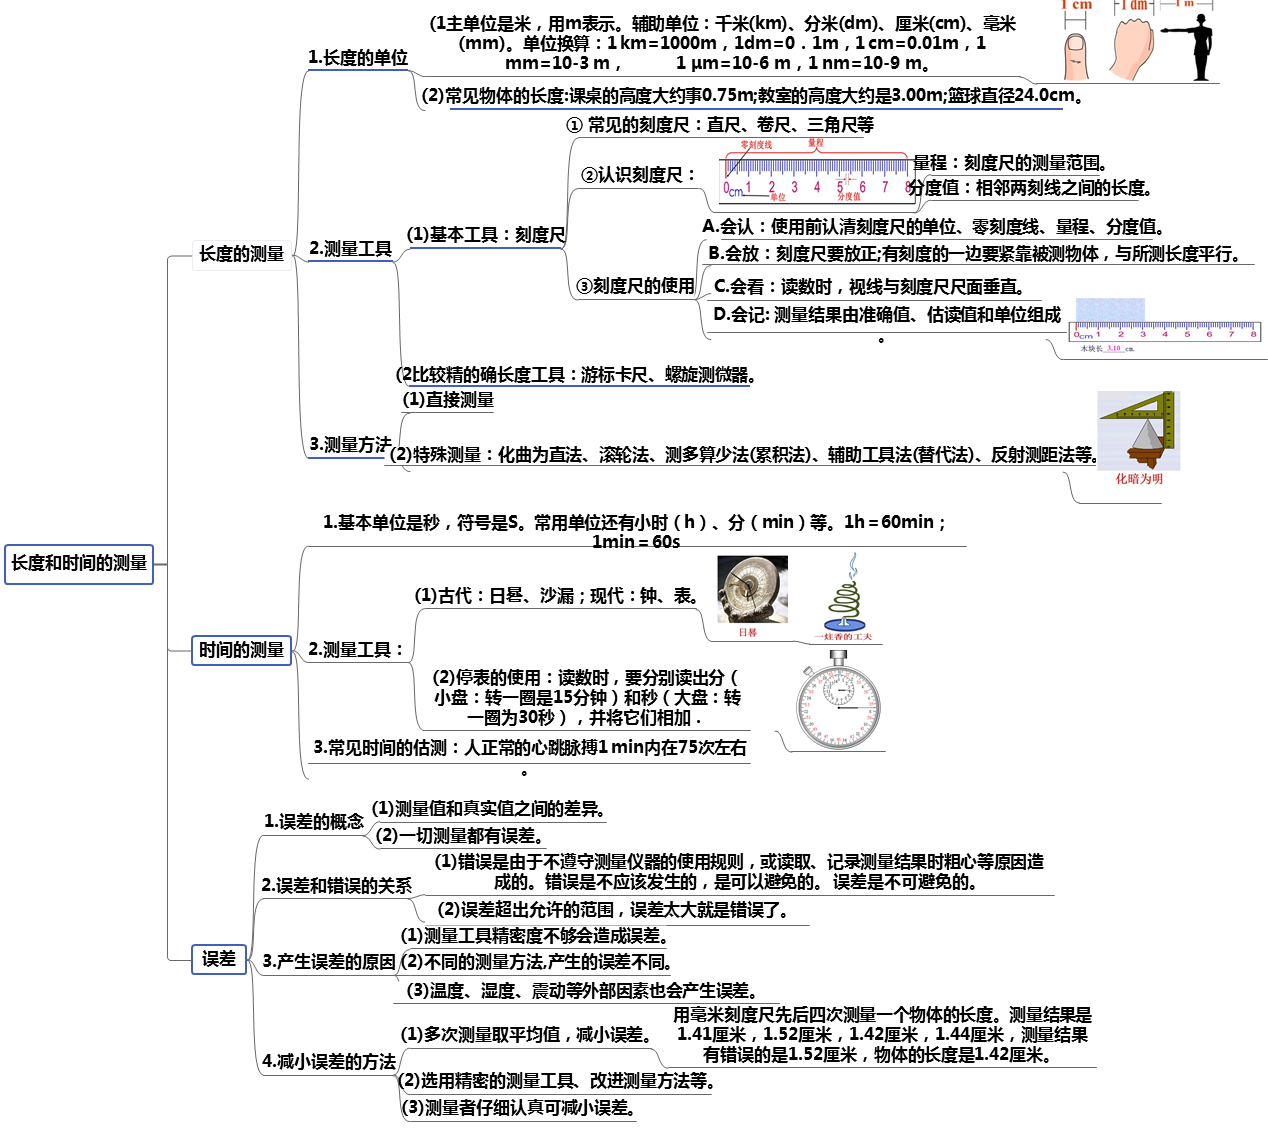 长度和时间的测量
长度的测量
1.长度的单位
(1主单位是米，用m表示。辅助单位：千米(km)、分米(dm)、厘米(cm)、毫米
(mm)。单位换算：1 km=1000m，1dm=0．1m，1 cm=0.01m，1
mm=10-3 m， 1 μm=10-6 m，1 nm=10-9 m。
1 cm
1 dm
1 m
(2)常见物体的长度:课桌的高度大约事0.75m;教室的高度大约是3.00m;篮球直径24.0cm。
2.测量工具
(1)基本工具：刻度尺
① 常见的刻度尺：直尺、卷尺、三角尺等
②认识刻度尺：
零刻度线
量程
0 1 2 3 4 5 6 7 8
cm
单位
分度值
量程：刻度尺的测量范围。
分度值：相邻两刻线之间的长度。
③刻度尺的使用
A.会认：使用前认清刻度尺的单位、零刻度线、量程、分度值。
B.会放：刻度尺要放正;有刻度的一边要紧靠被测物体，与所测长度平行。
C.会看：读数时，视线与刻度尺尺面垂直。
D.会记: 测量结果由准确值、估读值和单位组成
。
0cm 1 2 3 4 5 6 7 8
木块长 3.10 cm.
(2比较精的确长度工具：游标卡尺、螺旋测微器。
3.测量方法
(1)直接测量
(2)特殊测量：化曲为直法、滚轮法、测多算少法(累积法)、辅助工具法(替代法)、反射测距法等。
化暗为明
时间的测量
1.基本单位是秒，符号是S。常用单位还有小时（h）、分（min）等。1h＝60min；
1min＝60s
2.测量工具：
(1)古代：日晷、沙漏；现代：钟、表。
日晷
一炷香的工夫
(2)停表的使用：读数时，要分别读出分（
小盘：转一圈是15分钟）和秒（大盘：转
一圈为30秒），并将它们相加．
3.常见时间的估测：人正常的心跳脉搏1 min内在75次左右
。
误差
1.误差的概念
(1)测量值和真实值之间的差异。
(2)一切测量都有误差。
2.误差和错误的关系
(1)错误是由于不遵守测量仪器的使用规则，或读取、记录测量结果时粗心等原因造
成的。错误是不应该发生的，是可以避免的。误差是不可避免的。
(2)误差超出允许的范围，误差太大就是错误了。
3.产生误差的原因
(1)测量工具精密度不够会造成误差。
(2)不同的测量方法,产生的误差不同。
(3)温度、湿度、震动等外部因素也会产生误差。
4.减小误差的方法
(1)多次测量取平均值，减小误差。
用毫米刻度尺先后四次测量一个物体的长度。测量结果是
1.41厘米，1.52厘米，1.42厘米，1.44厘米，测量结果
有错误的是1.52厘米，物体的长度是1.42厘米。
(2)选用精密的测量工具、改进测量方法等。
(3)测量者仔细认真可减小误差。